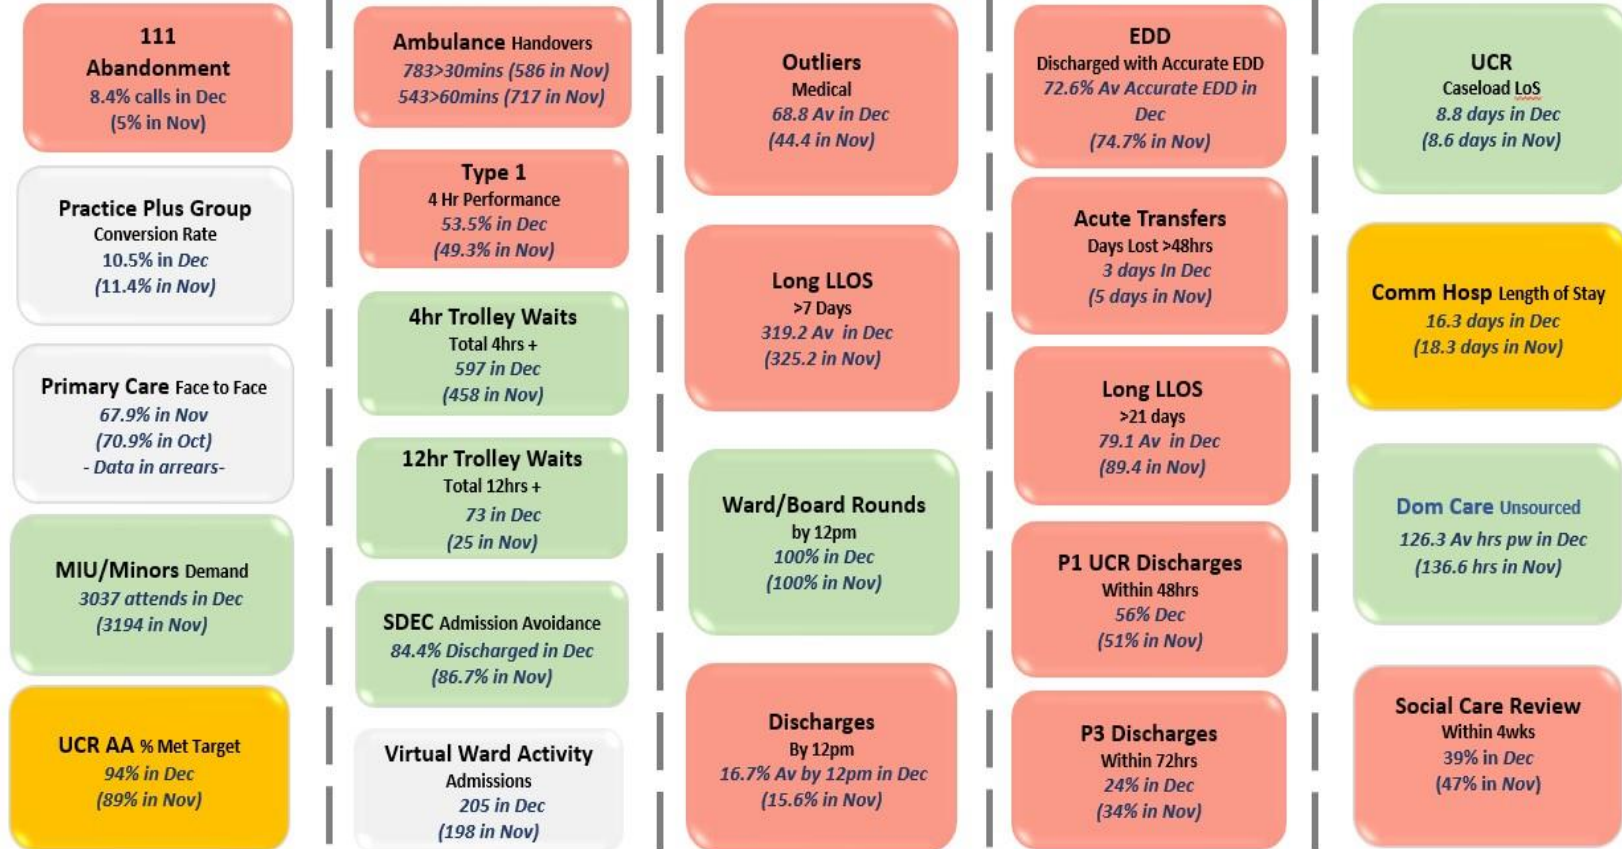 111
Abandonment
8.4% calls in Dec
(5% in Nov)
Practice Plus Group
Conversion Rate
10.5% in Dec
(11.4% in Nov)
Primary Care Face to Face
67.9% in Nov
(70.9% in Oct)
- Data in arrears-
MIU/Minors Demand
3037 attends in Dec
(3194 in Nov)
UCR AA % Met Target
94% in Dec
(89% in Nov)
Ambulance Handovers
783>30mins (586 in Nov)
543>60mins (717 in Nov)
Type 1
4 Hr Performance
53.5% in Dec
(49.3% in Nov)
4hr Trolley Waits
Total 4hrs +
597 in Dec
(458 in Nov)
12hr Trolley Waits
Total 12hrs +
73 in Dec
(25 in Nov)
SDEC Admission Avoidance
84.4% Discharged in Dec
(86.7% in Nov)
Virtual Ward Activity
Admissions
205 in Dec
(198 in Nov)
Outliers
Medical
68.8 Av in Dec
(44.4 in Nov)
Long LLOS
>7 Days
319.2 Av in Dec
(325.2 in Nov)
Ward/Board Rounds
by 12pm
100% in Dec
(100% in Nov)
Discharges
By 12pm
16.7% Av by 12pm in Dec
(15.6% in Nov)
EDD
Discharged with Accurate EDD
72.6% Av Accurate EDD in
Dec
(74.7% in Nov)
Acute Transfers
Days Lost >48hrs
3 days In Dec
(5 days in Nov)
Long LLOS
>21 days
79.1 Av in Dec
(89.4 in Nov)
P1 UCR Discharges
Within 48hrs
56% Dec
(51% in Nov)
P3 Discharges
Within 72hrs
24% in Dec
(34% in Nov)
UCR
Caseload LoS
8.8 days in Dec
(8.6 days in Nov)
Comm Hosp Length of Stay
16.3 days in Dec
(18.3 days in Nov)
Dom Care Unsourced
126.3 Av hrs pw in Dec
(136.6 hrs in Nov)
Social Care Review
Within 4wks
39% in Dec
(47% in Nov)